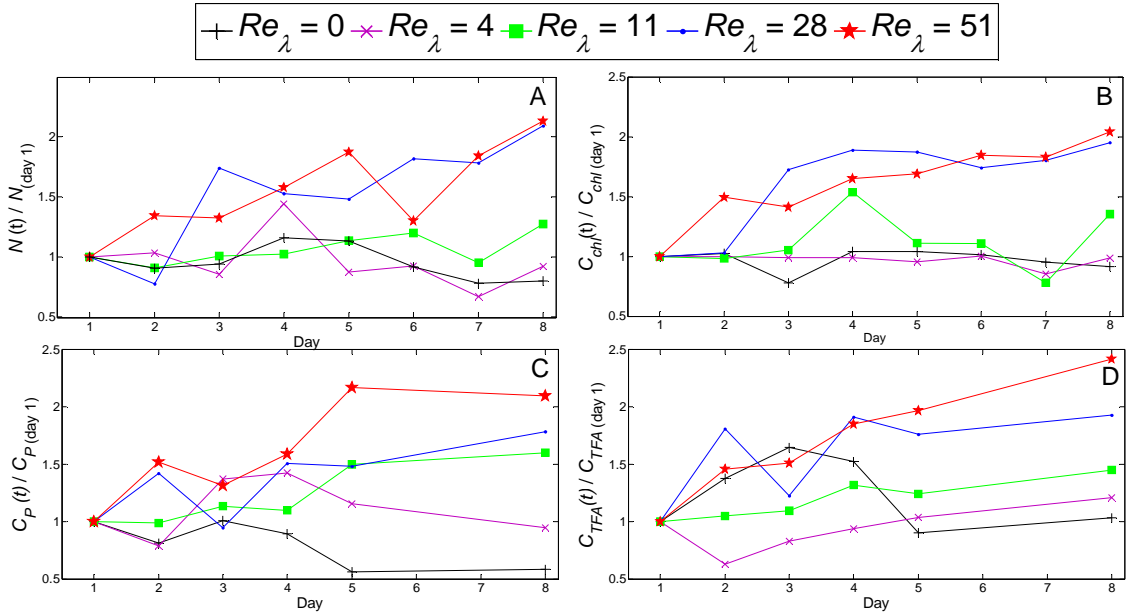 Re_λ = 0 Re_λ = 4 Re_λ = 11 Re_λ = 28 Re_λ = 51
A
N (t) / N (day 1)
2
1.5
1
0.5
1 2 3 4 5 6 7 8
Day
B
C_chl(t) / C_chl (day 1)
2.5
2
1.5
1
0.5
1 2 3 4 5 6 7 8
Day
C
C_P (t) / C_P (day 1)
2.5
2
1.5
1
0.5
1 2 3 4 5 6 7 8
Day
D
C_TFA(t) / C_TFA (day 1)
2.5
2
1.5
1
0.5
1 2 3 4 5 6 7 8
Day